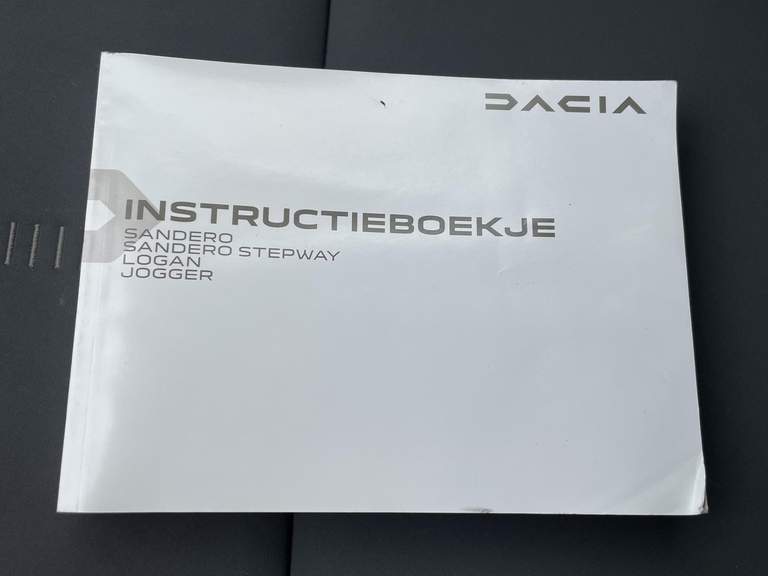 DACIA
INSTRUCTIEBOEKJE
SANDERO
SANDERO STEPWAY
LOGAN
JOGGER